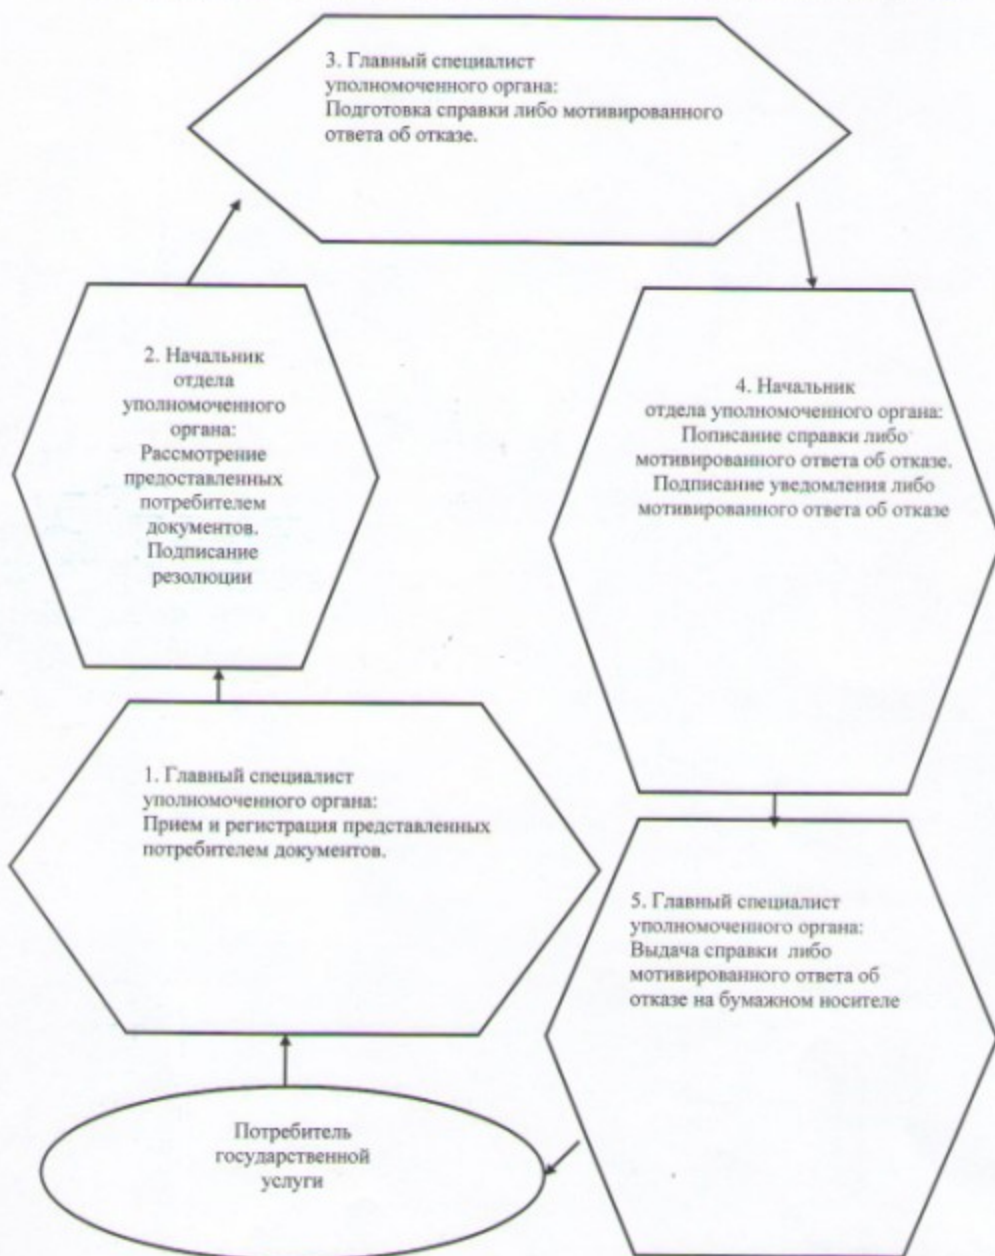 3. Главный специалист
уполномоченного органа:
Подготовка справки либо мотивированного
ответа об отказе.
2. Начальник
отдела
уполномоченного
органа:
Рассмотрение
предоставленных
потребителем
документов.
Подписание
резолюции
4. Начальник
отдела уполномоченного органа:
Пописание справки либо
мотивированного ответа об отказе.
Подписание уведомления либо
мотивированного ответа об отказе
1. Главный специалист
уполномоченного органа:
Прием и регистрация представленных
потребителем документов.
5. Главный специалист
уполномоченного органа:
Выдача справки либо
мотивированного ответа об
отказе на бумажном носителе
Потребитель
государственной
услуги